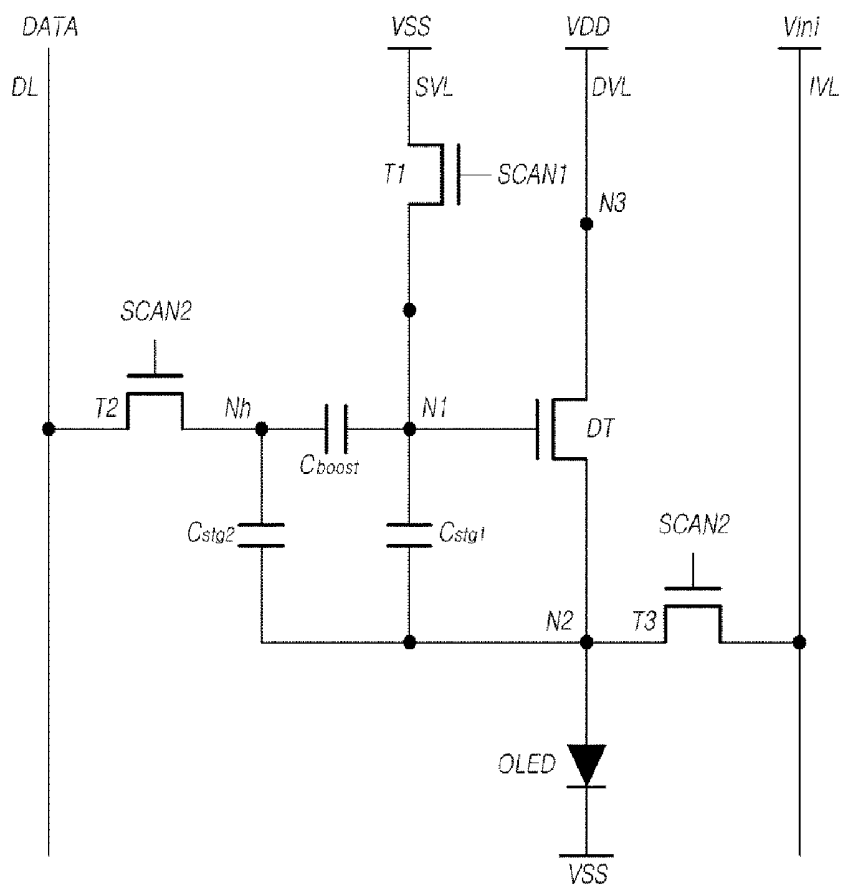 DATA
VSS
VDD
Vini
DL
SVL
DVL
IVL
T1
SCAN1
N3
SCAN2
T2
Nh
N1
DT
Cboost
Cstg2
Cstg1
SCAN2
N2
T3
OLED
VSS